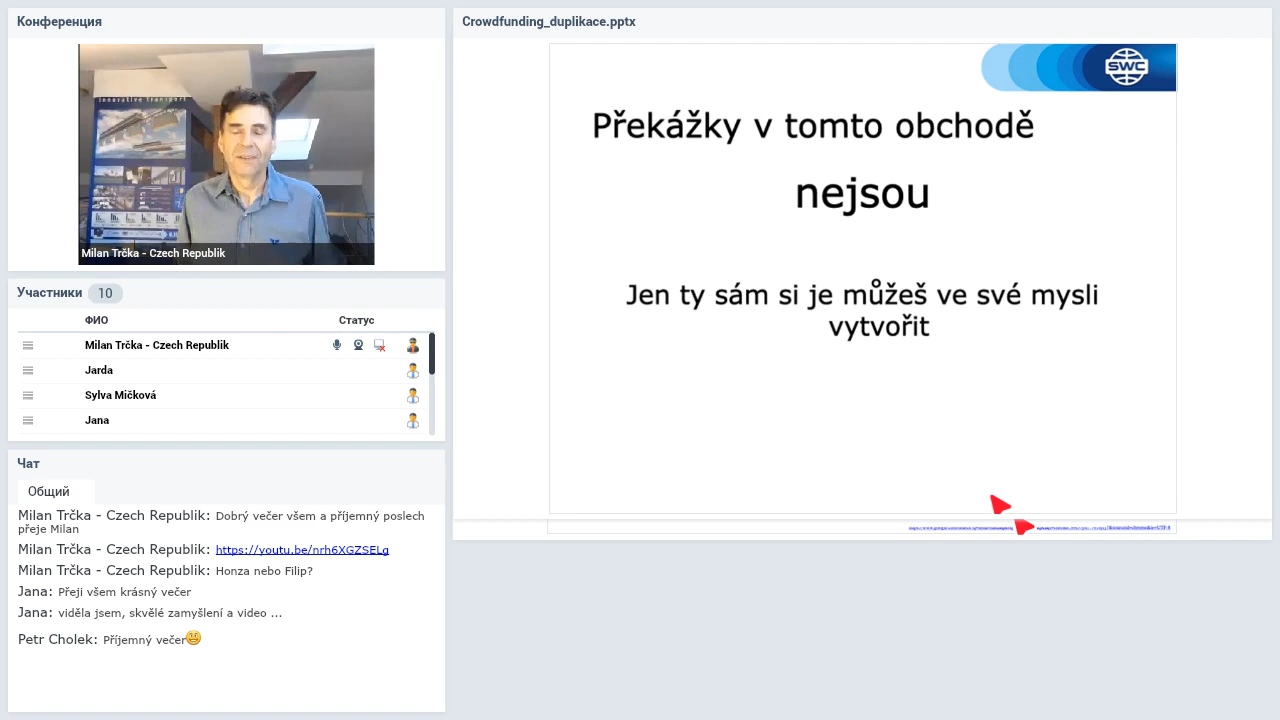 Конференция
innovative transport
Milan Trčka - Czech Republik
Участники 10
ФИО Статус
Milan Trčka - Czech Republik
Jarda
Sylva Mičková
Jana
Чат
Общий
Milan Trčka - Czech Republik: Dobrý večer všem a příjemný poslech
přeje Milan
Milan Trčka - Czech Republik: https://youtu.be/nrh6XGZSELg
Milan Trčka - Czech Republik: Honza nebo Filip?
Jana: Přeji všem krásný večer
Jana: viděla jsem, skvělé zamyšlení a video ...
Petr Cholek: Příjemný večer
Crowdfunding_duplikace.pptx
SWC
Překážky v tomto obchodě
nejsou
Jen ty sám si je můžeš ve své mysli
vytvořit